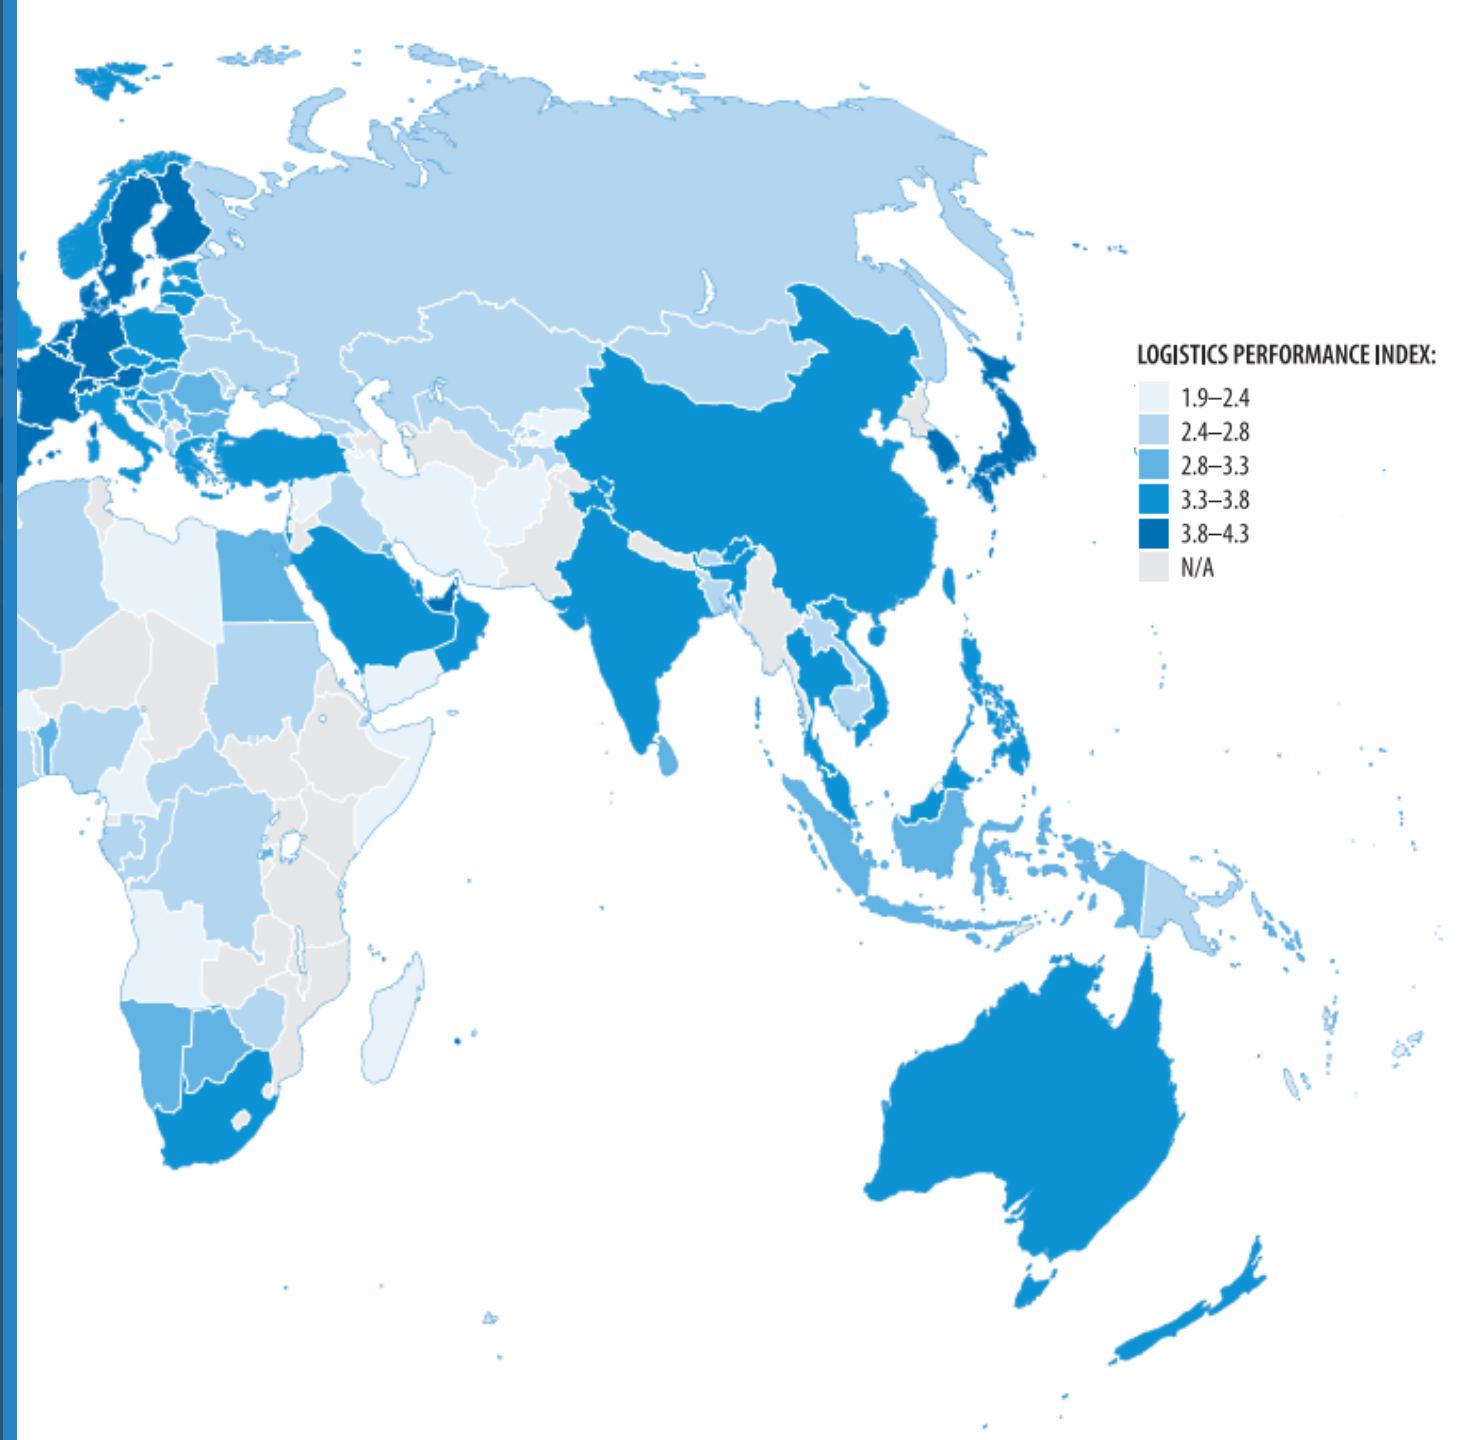 LOGISTICS PERFORMANCE INDEX:
1.9–2.4
2.4–2.8
2.8–3.3
3.3–3.8
3.8–4.3
N/A